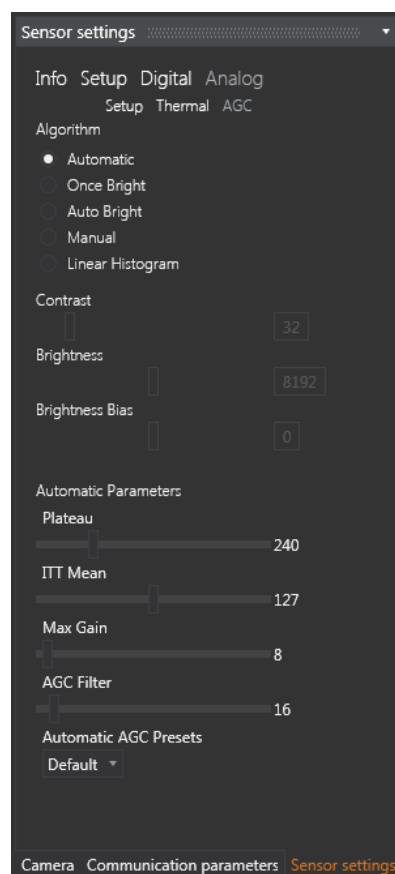 Sensor settings
Info Setup Digital Analog
Setup Thermal AGC
Algorithm
Automatic
Once Bright
Auto Bright
Manual
Linear Histogram
Contrast
32
Brightness
8192
Brightness Bias
0
Automatic Parameters
Plateau
240
ITT Mean
127
Max Gain
8
AGC Filter
16
Automatic AGC Presets
Default
Camera Communication parameters Sensor settings